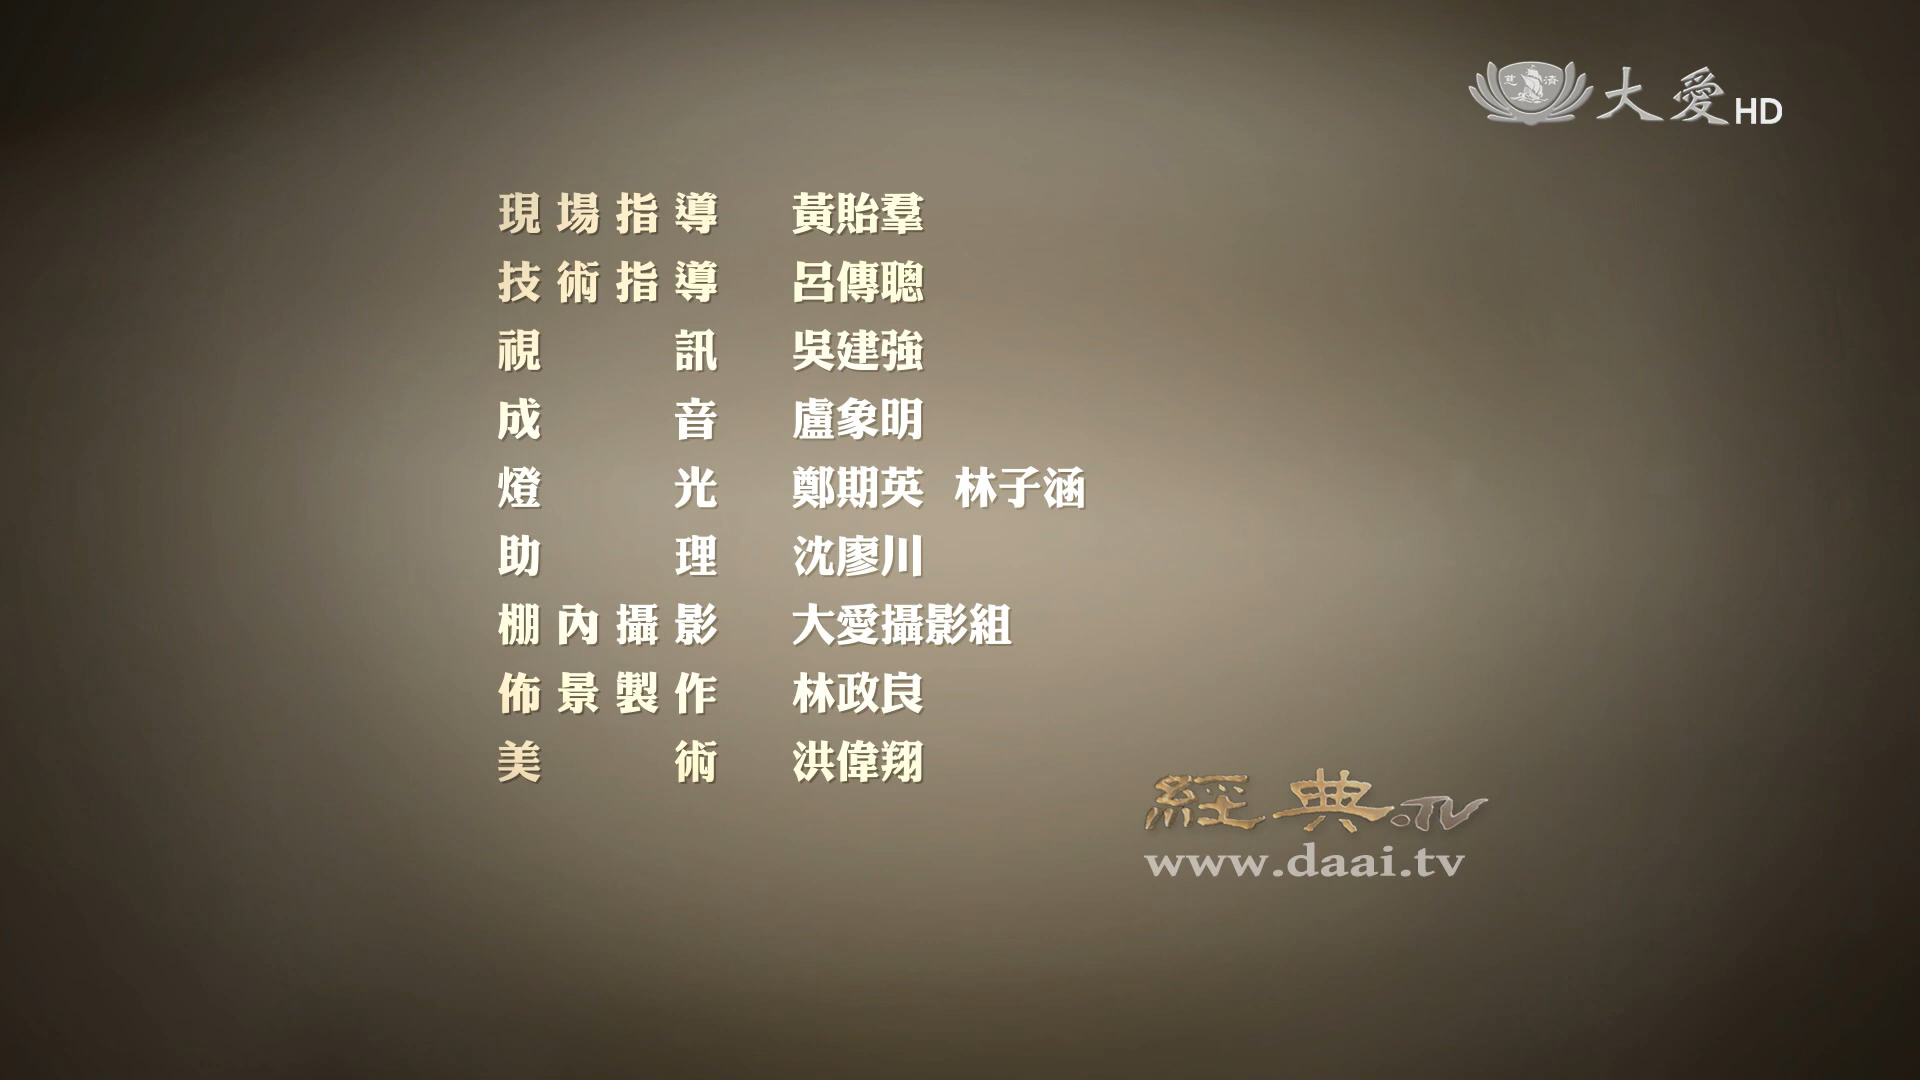 大愛HD
現場指導 黃貽羣
技術指導 呂傳聰
視訊 吳建強
成音 盧象明
燈光 鄭期英 林子涵
助理 沈廖川
棚內攝影 大愛攝影組
佈景製作 林政良
美術 洪偉翔
經典.TV
www.daai.tv